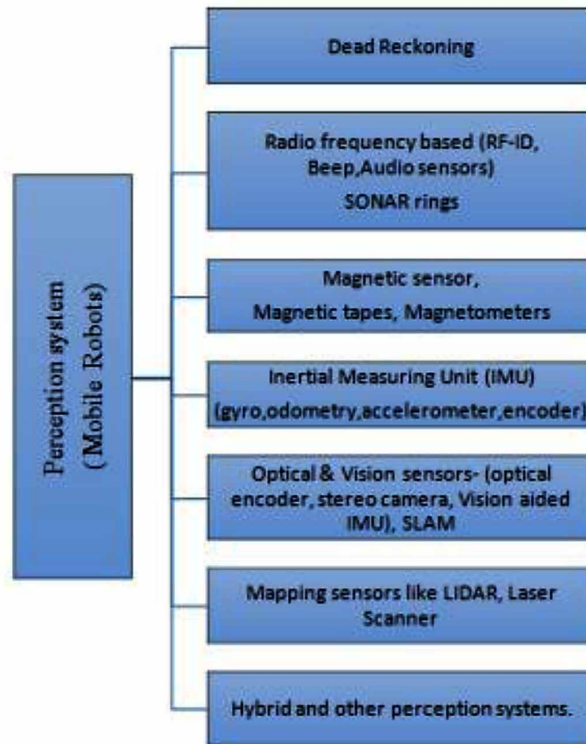 Perception system
(Mobile Robots)
Dead Reckoning
Radio frequency based (RF-ID,
Beep,Audio sensors)
SONAR rings
Magnetic sensor,
Magnetic tapes, Magnetometers
Inertial Measuring Unit (IMU)
(gyro,odometry,accelerometer,encoder)
Optical & Vision sensors- (optical
encoder, stereo camera, Vision aided
IMU), SLAM
Mapping sensors like LIDAR, Laser
Scanner
Hybrid and other perception systems.